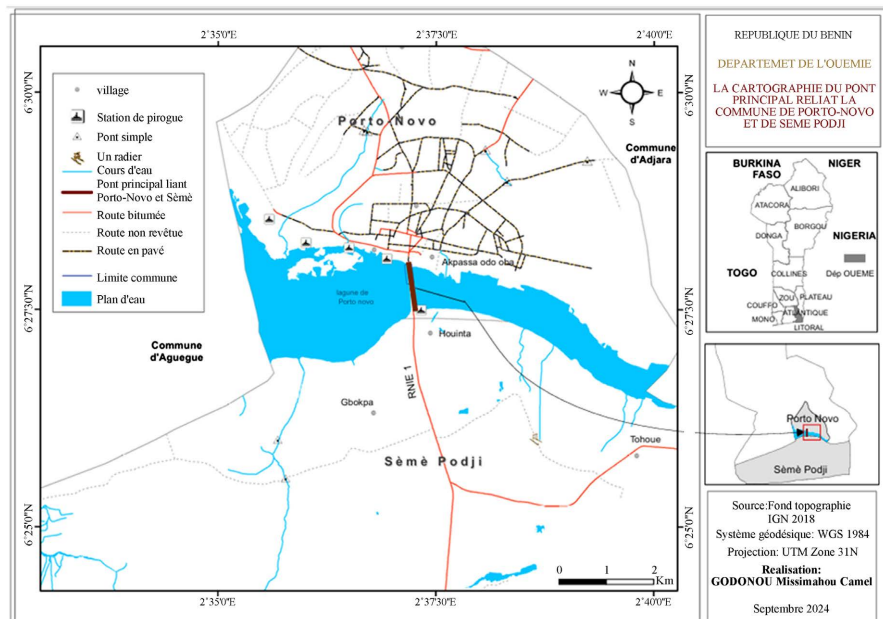 2°35'0"E
2°37'30"E
2°40'0"E
6°30'0"N
6°27'30"N
6°25'0"N
village
Station de pirogue
Pont simple
Un radier
Cours d'eau
Pont principal liant
Porto-Novo et Sèmè
Route bitumée
Route non revêtue
Route en pavé
Limite commune
Plan d'eau
Porto Novo
N
W
E
S
Commune
d'Adjara
Akpassa odo oba
lagune de
Porto novo
Houinta
Commune
d'Aguegue
RNIE 1
Gbokpa
Tohoue
Sèmè Podji
0
1
2
Km
6°30'0"N
6°27'30"N
6°25'0"N
2°35'0"E
2°37'30"E
2°40'0"E
REPUBLIQUE DU BENIN
DEPARTEMET DE L'OUEMIE
LA CARTOGRAPHIE DU PONT
PRINCIPAL RELIAT LA
COMMUNE DE PORTO-NOVO
ET DE SEME PODJI
BURKINA
FASO
NIGER
ALIBORI
ATACORA
BORGOU
DONGA
NIGERIA
TOGO
COLLINES
Dép OUEME
ZOU
PLATEAU
COUFFO
ATLANTIQUE
MONO
LITORAL
Porto Novo
Sèmè Podji
Source:Fond topographie
IGN 2018
Système géodésique: WGS 1984
Projection: UTM Zone 31N
Realisation:
GODONOU Missimahou Camel
Septembre 2024